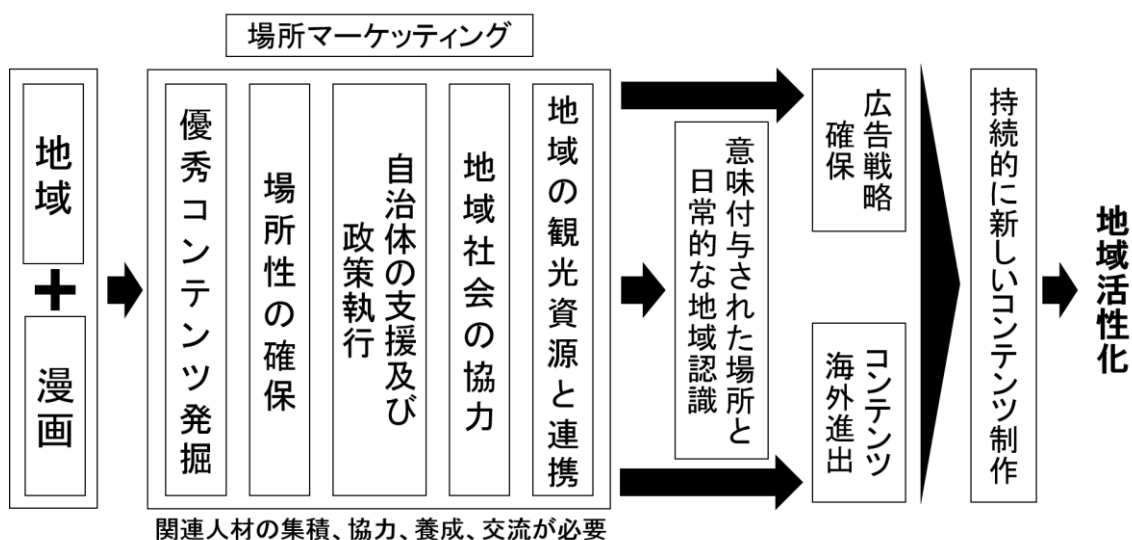 場所マーケッティング
地域
+
漫画
優秀コンテンツ発掘
場所性の確保
自治体の支援及び
政策執行
地域社会の協力
地域の観光資源と連携
関連人材の集積、協力、養成、交流が必要
意味付与された場所と
日常的な地域認識
広告戦略
確保
コンテンツ
海外進出
持続的に新しいコンテンツ制作
地域活性化